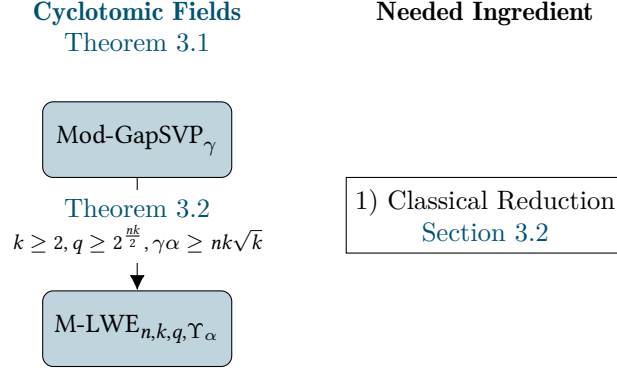 Cyclotomic Fields
Theorem 3.1
Needed Ingredient
Mod-GapSVP_γ
Theorem 3.2
k ≥ 2, q ≥ 2^{nk/2}, γα ≥ nk√k
1) Classical Reduction
Section 3.2
M-LWE_{n,k,q,Υ_α}